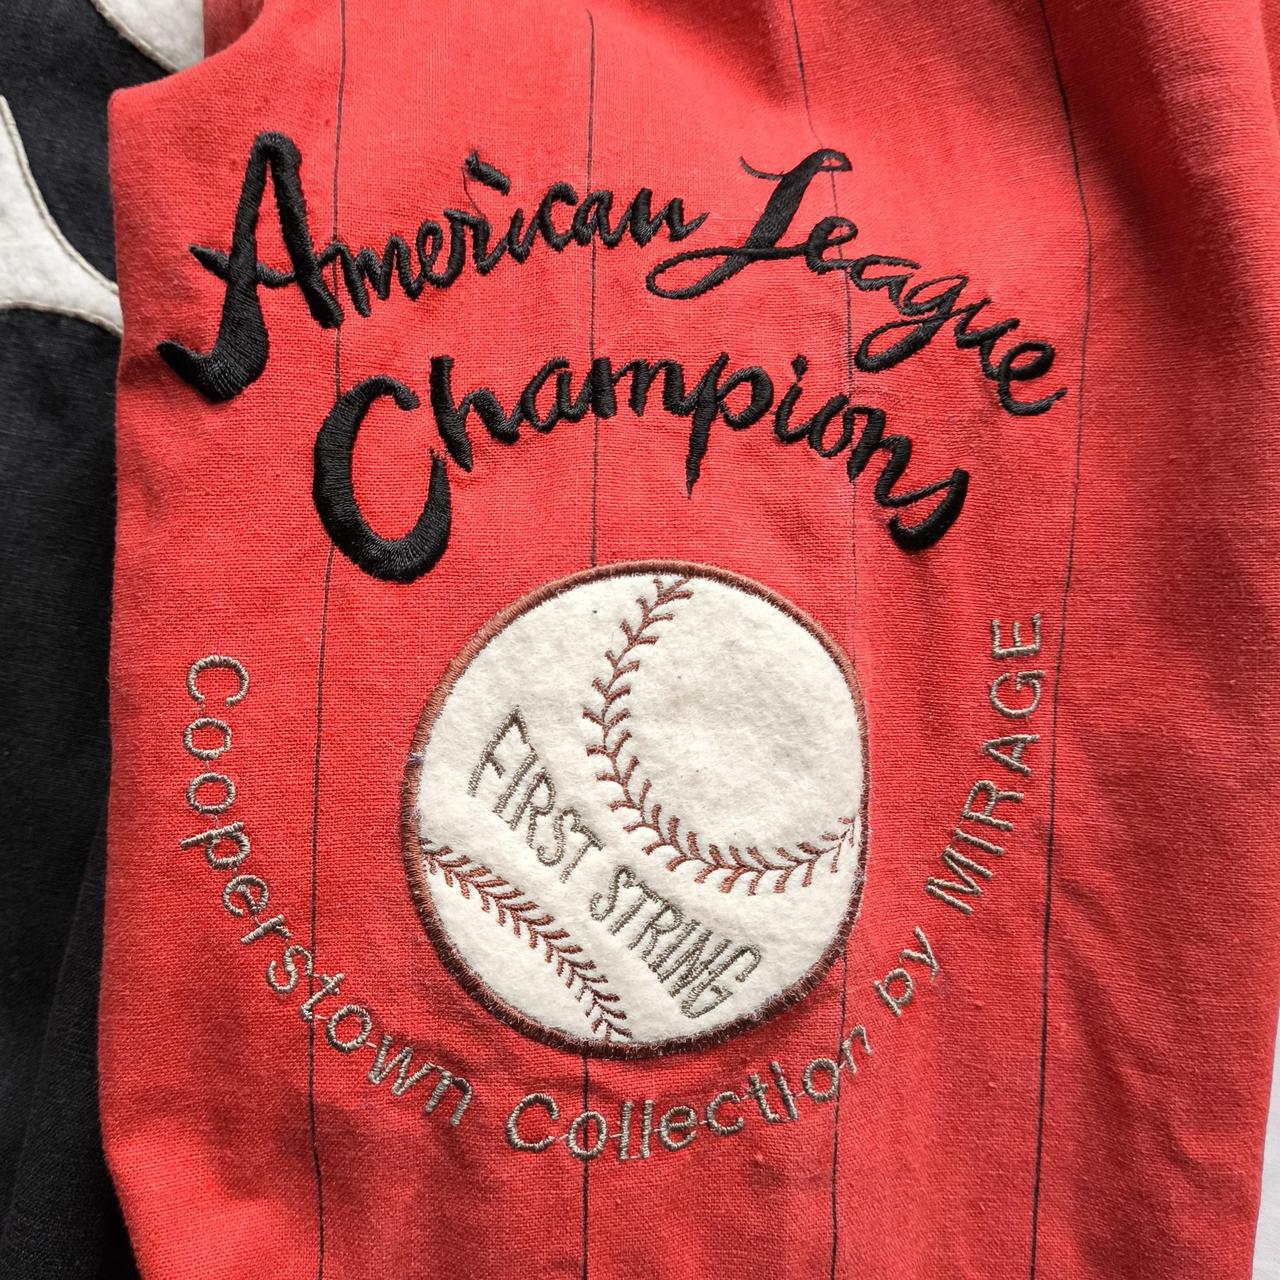 American League
Champions
FIRST STRING
Cooperstown Collection by MIRAGE